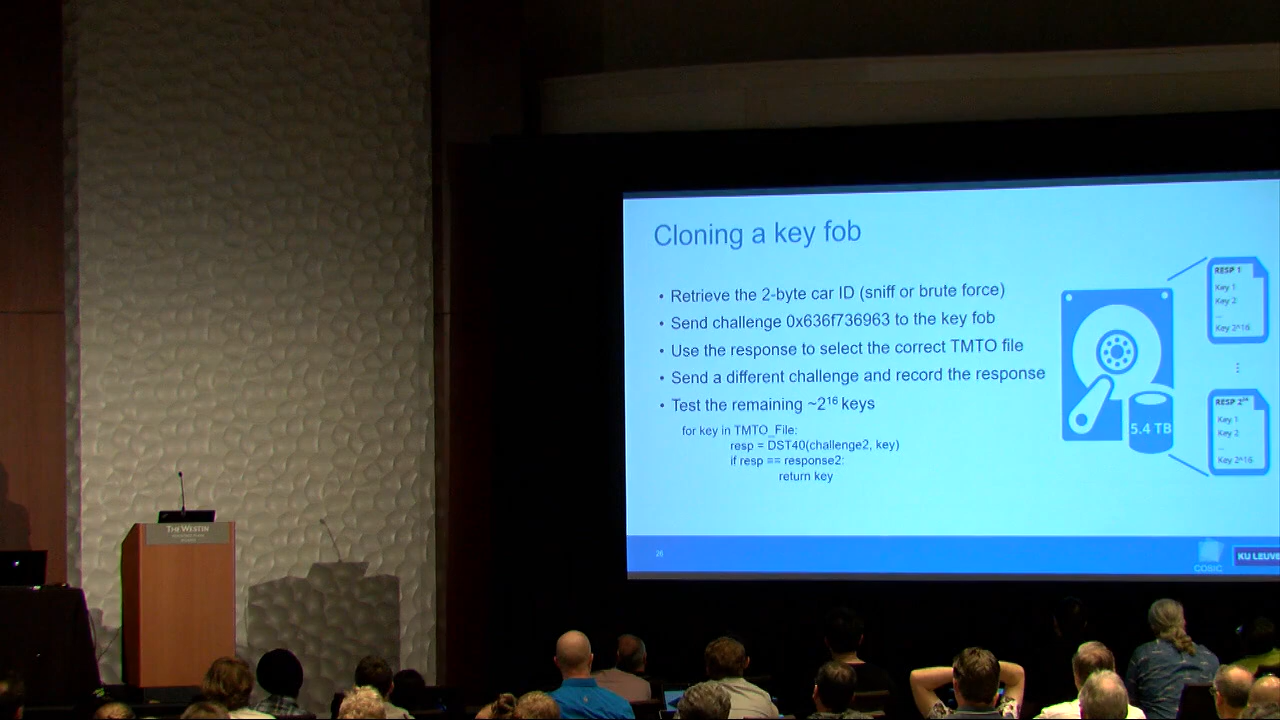 Cloning a key fob
• Retrieve the 2-byte car ID (sniff or brute force)
• Send challenge 0x636f736963 to the key fob
• Use the response to select the correct TMTO file
• Send a different challenge and record the response
• Test the remaining ~2¹⁶ keys
for key in TMTO_File:
resp = DST40(challenge2, key)
if resp == response2:
return key
5.4 TB
RESP 1
Key 1
Key 2
...
Key 2^16
⋮
RESP 2²⁴
Key 1
Key 2
...
Key 2^16
26
COSIC
KU LEUVE
THE WESTIN